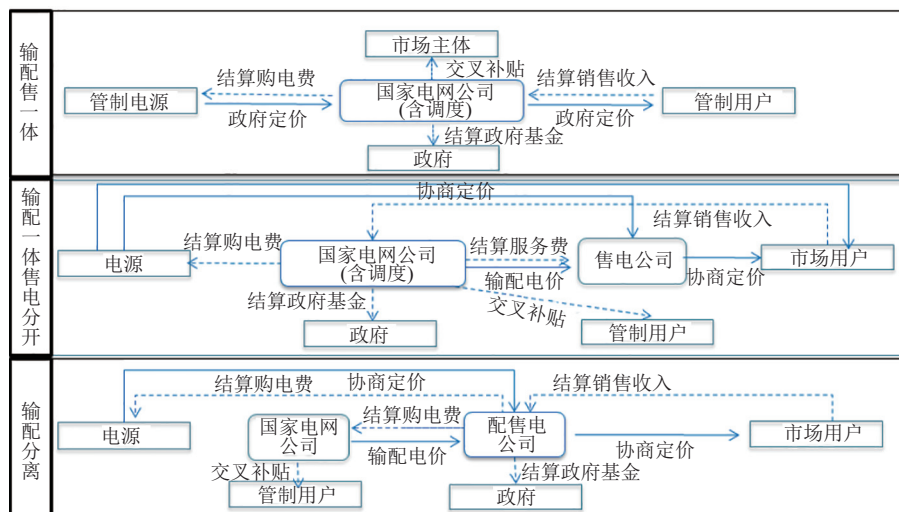 输配售一体
市场主体
结算购电费
交叉补贴
结算销售收入
管制电源
国家电网公司
(含调度)
管制用户
政府定价
政府定价
结算政府基金
政府
输配一体售电分开
协商定价
结算销售收入
结算购电费
国家电网公司
(含调度)
结算服务费
售电公司
电源
市场用户
输配电价
协商定价
结算政府基金
交叉补贴
政府
管制用户
输配分离
结算购电费
协商定价
结算销售收入
结算购电费
电源
国家电网
公司
配售电
公司
市场用户
输配电价
协商定价
交叉补贴
结算政府基金
管制用户
政府